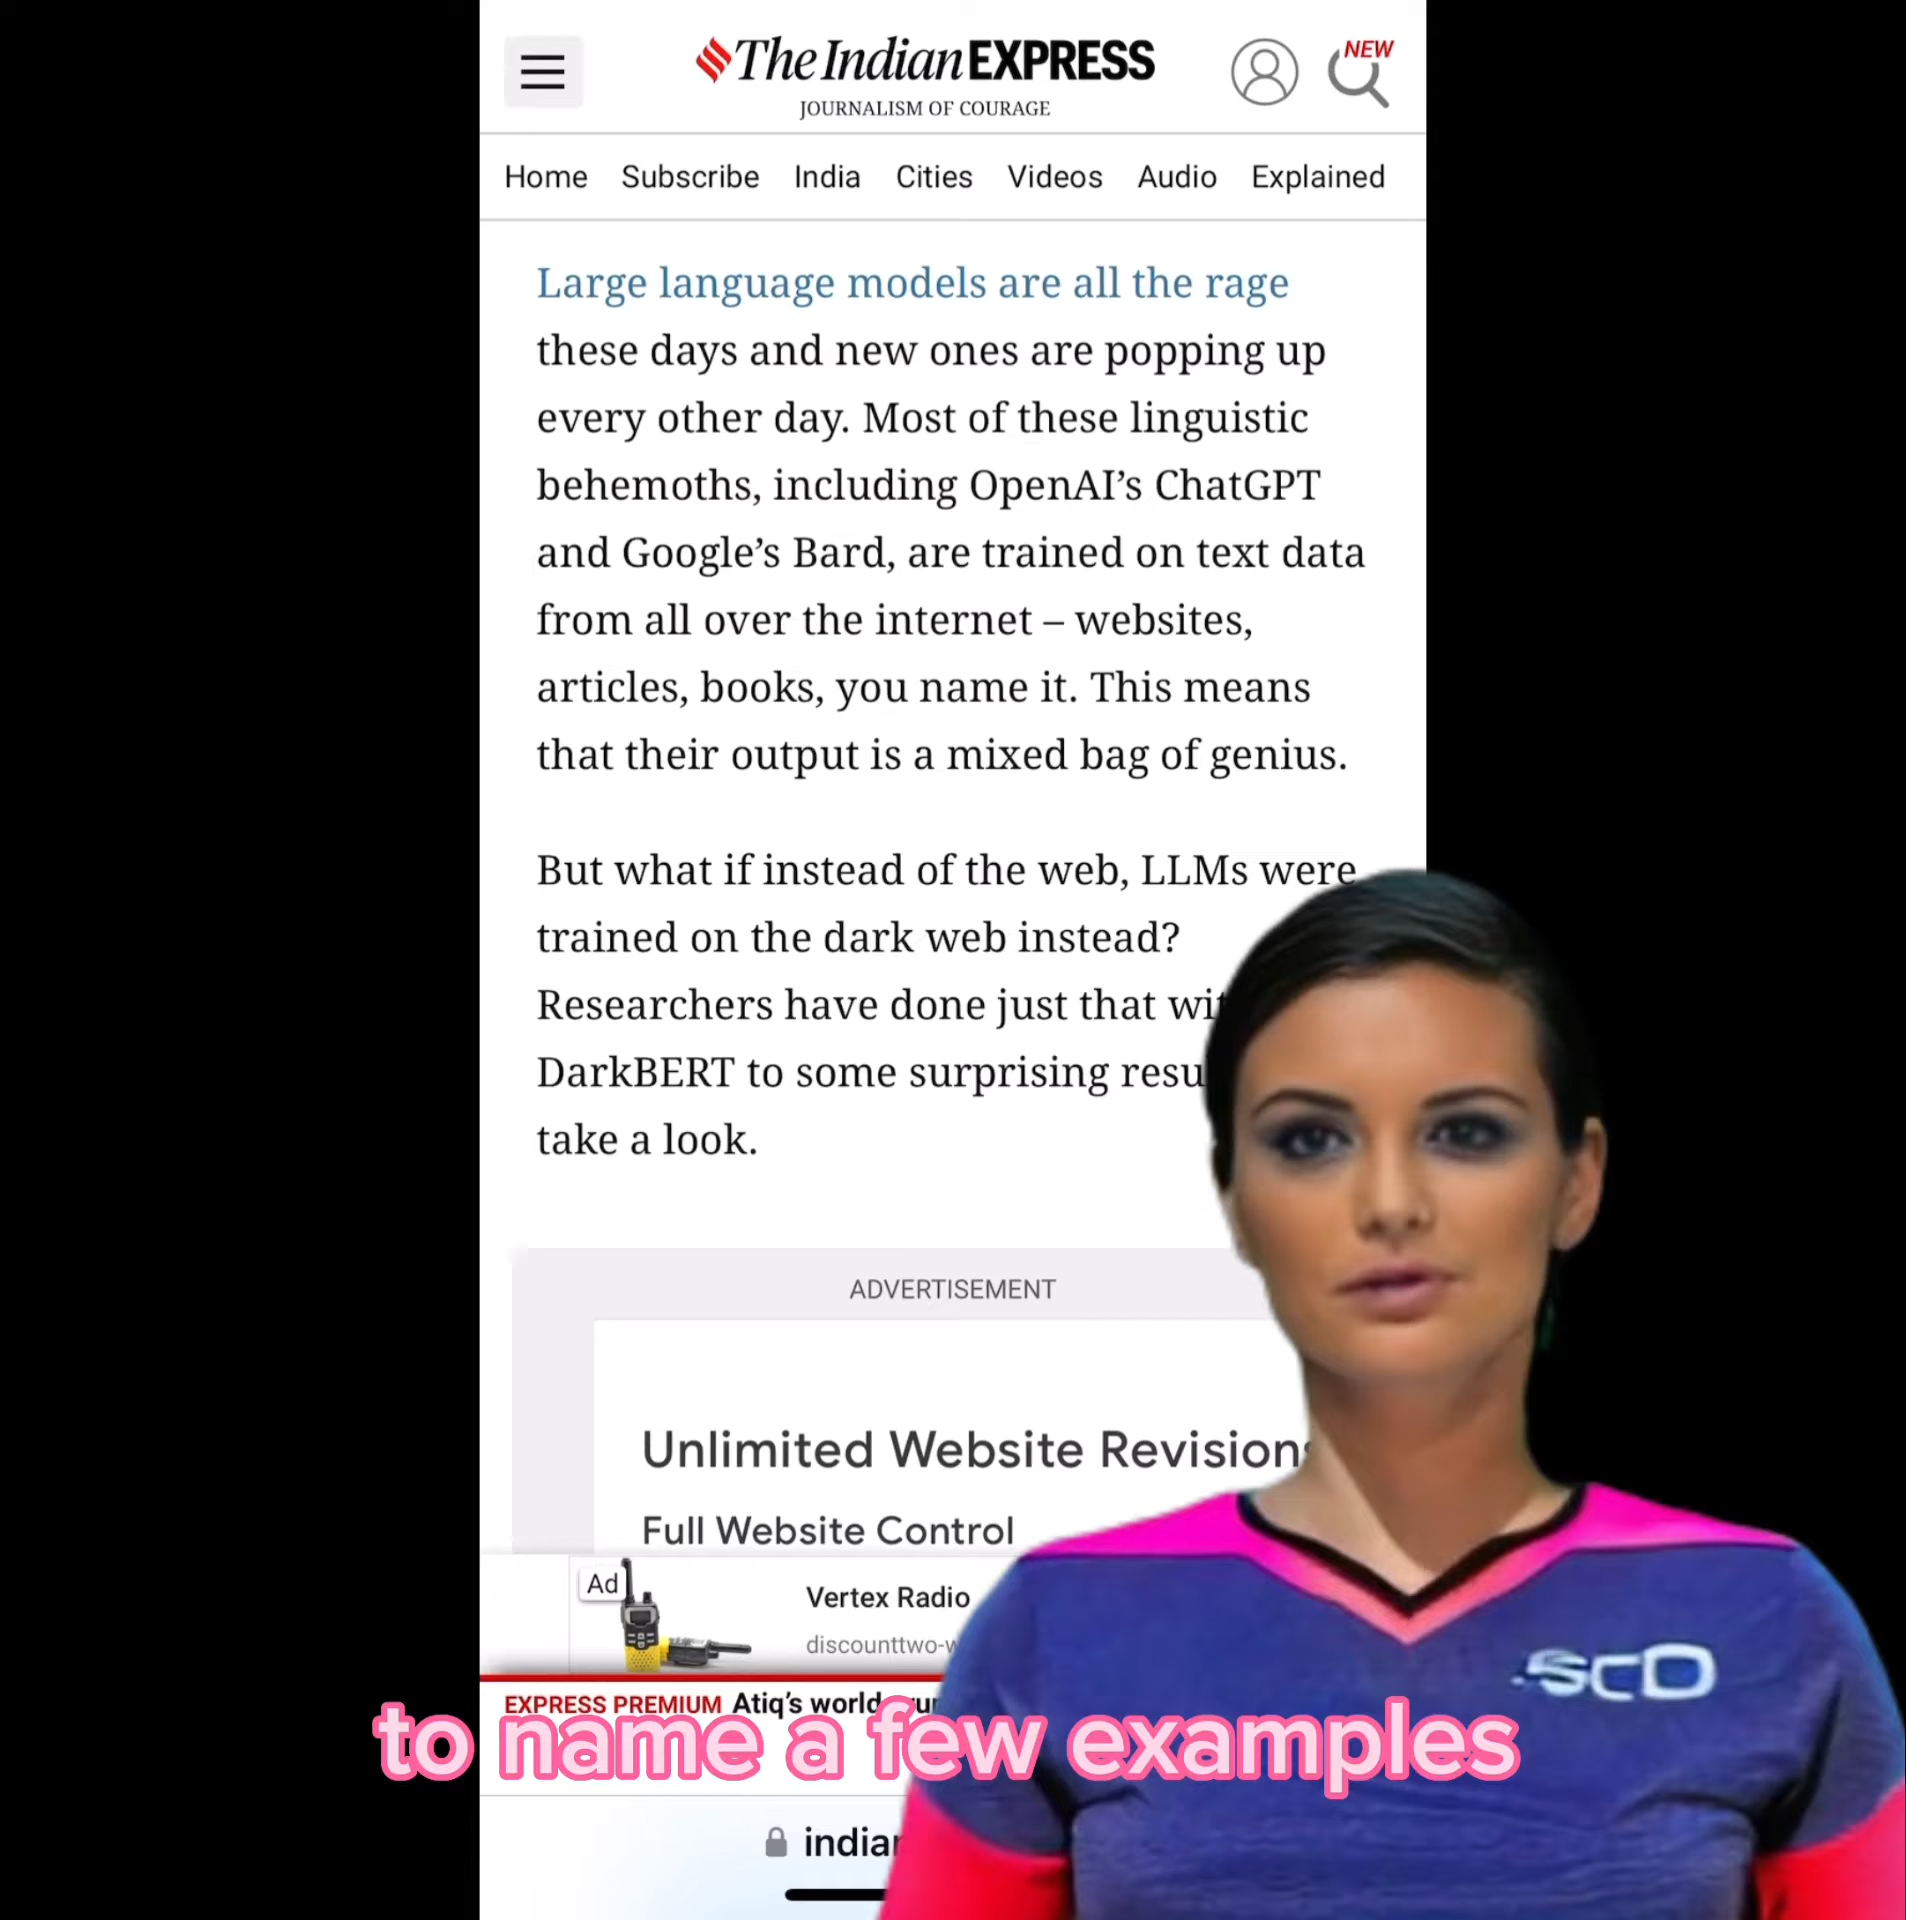 The Indian EXPRESS
NEW
JOURNALISM OF COURAGE
Home Subscribe India Cities Videos Audio Explained
Large language models are all the rage
these days and new ones are popping up
every other day. Most of these linguistic
behemoths, including OpenAI’s ChatGPT
and Google’s Bard, are trained on text data
from all over the internet – websites,
articles, books, you name it. This means
that their output is a mixed bag of genius.
But what if instead of the web, LLMs were
trained on the dark web instead?
Researchers have done just that
DarkBERT to some surprising
take a look.
ADVERTISEMENT
Unlimited Website
Full Website Control
Ad
Vertex Radio
SCD
EXPRESS PREMIUM Atiq’s world
to name a few examples